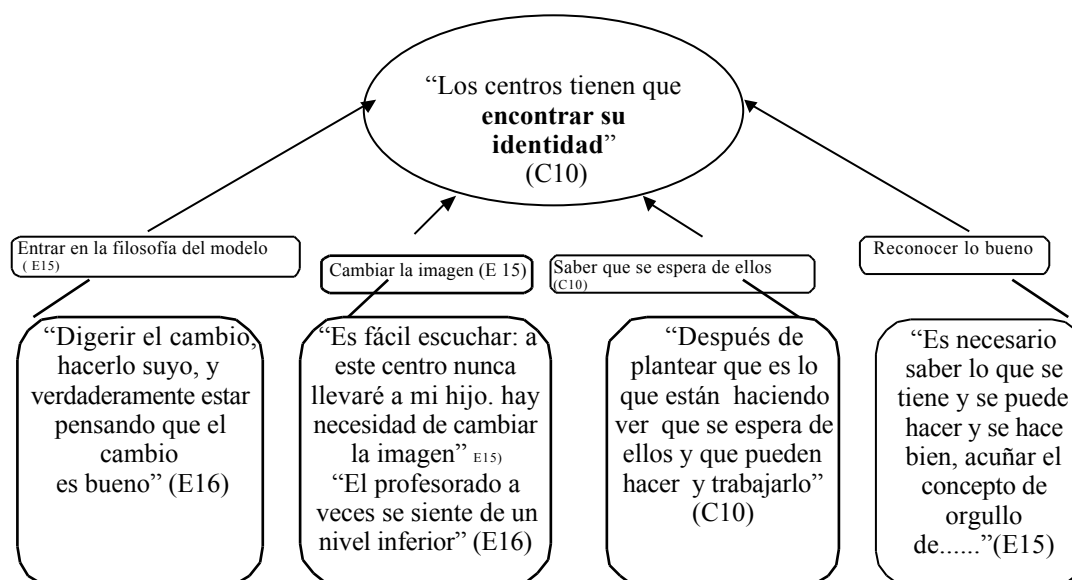 “Los centros tienen que
encontrar su
identidad”
(C10)
Entrar en la filosofía del modelo
( E15)
Cambiar la imagen (E 15)
Saber que se espera de ellos
(C10)
Reconocer lo bueno
“Digerir el cambio,
hacerlo suyo, y
verdaderamente estar
pensando que el
cambio
es bueno” (E16)
“Es fácil escuchar: a
este centro nunca
llevaré a mi hijo. hay
necesidad de cambiar
la imagen” E15)
“El profesorado a
veces se siente de un
nivel inferior” (E16)
“Después de
plantear que es lo
que están haciendo
ver que se espera de
ellos y que pueden
hacer y trabajarlo”
(C10)
“Es necesario
saber lo que se
tiene y se puede
hacer y se hace
bien, acuñar el
concepto de
orgullo
de......”(E15)